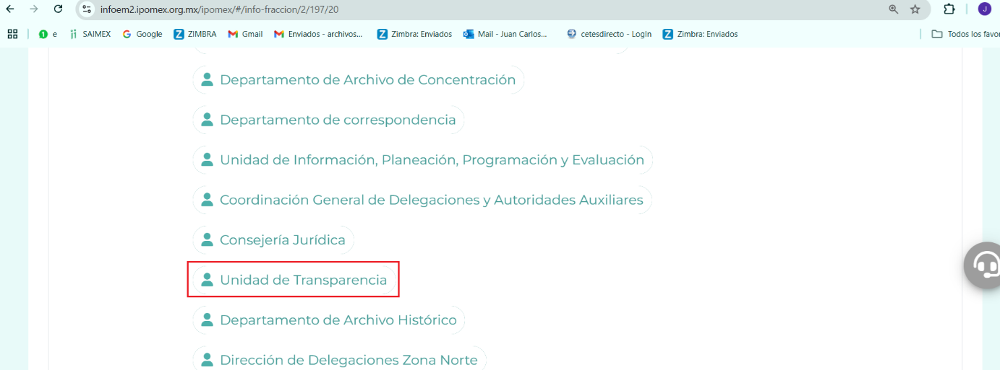 infoem2.ipomex.org.mx/ipomex/#/info-fraccion/2/197/20
J
1 e SAIMEX G Google Z ZIMBRA Gmail Enviados - archivos... Z Zimbra: Enviados Mail - Juan Carlos... cetesdirecto - LogIn Z Zimbra: Enviados Todos los favor
Departamento de Archivo de Concentración
Departamento de correspondencia
Unidad de Información, Planeación, Programación y Evaluación
Coordinación General de Delegaciones y Autoridades Auxiliares
Consejería Jurídica
Unidad de Transparencia
Departamento de Archivo Histórico
Dirección de Delegaciones Zona Norte